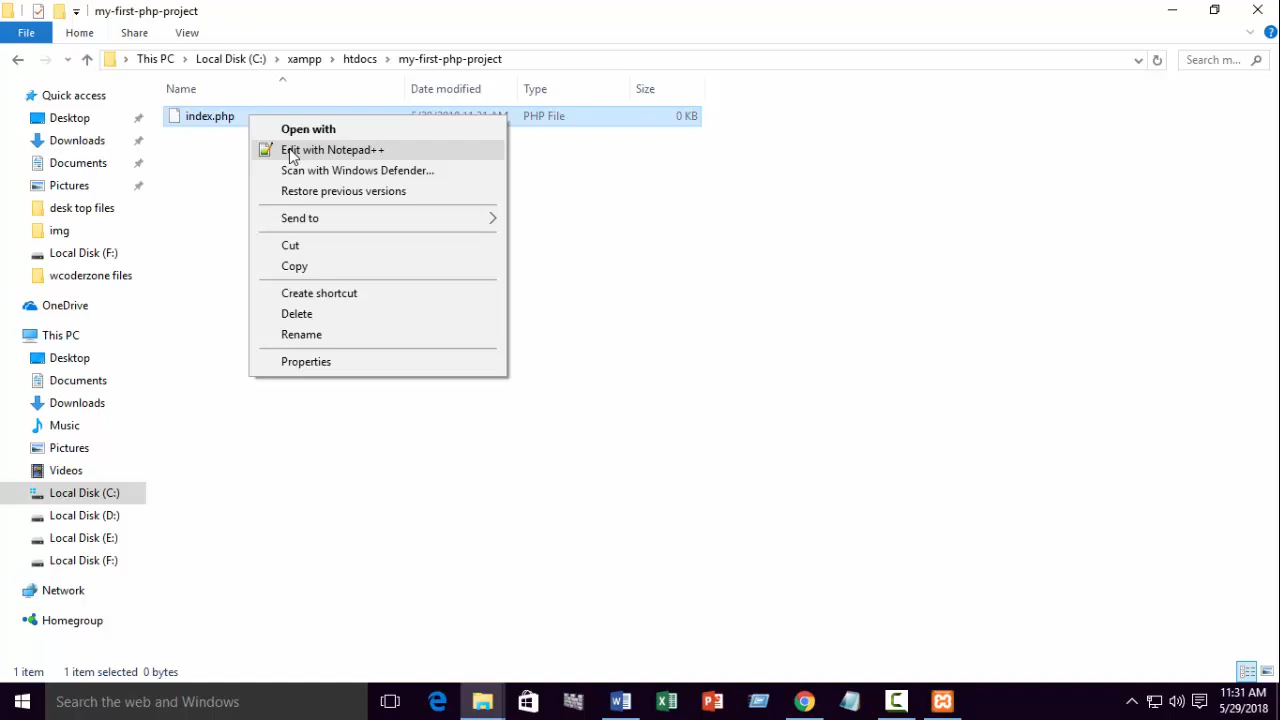 my-first-php-project
File Home Share View
This PC Local Disk (C:) xampp htdocs my-first-php-project Search m...
Name Date modified Type Size
index.php PHP File 0 KB
Quick access
Desktop
Downloads
Documents
Pictures
desk top files
img
Local Disk (F:)
wcoderzone files
OneDrive
This PC
Desktop
Documents
Downloads
Music
Pictures
Videos
Local Disk (C:)
Local Disk (D:)
Local Disk (E:)
Local Disk (F:)
Network
Homegroup
Open with
Edit with Notepad++
Scan with Windows Defender...
Restore previous versions
Send to
Cut
Copy
Create shortcut
Delete
Rename
Properties
1 item 1 item selected 0 bytes
Search the web and Windows
11:31 AM
5/29/2018